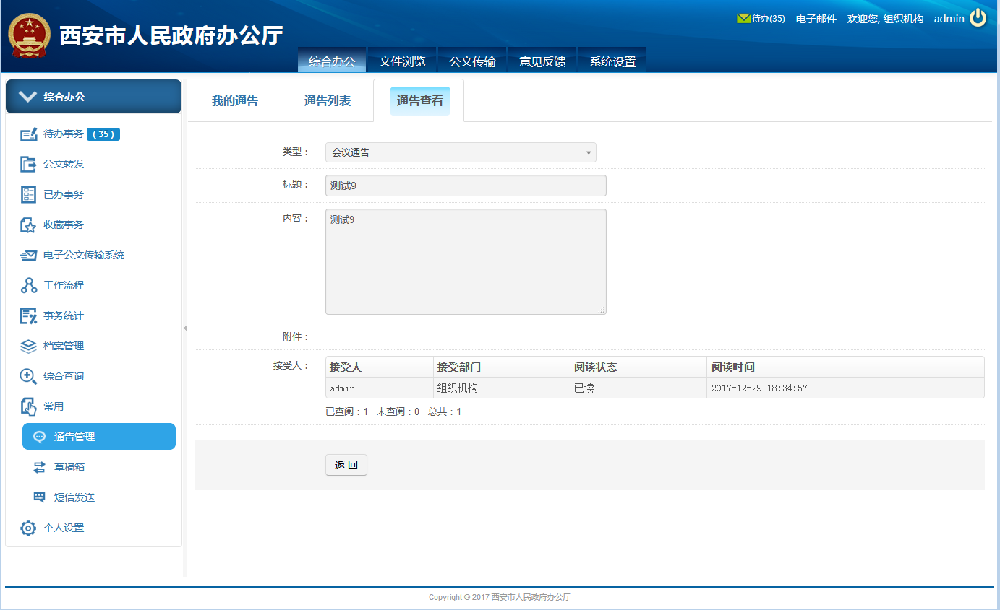 西安市人民政府办公厅
待办(35) 电子邮件 欢迎您, 组织机构 - admin
综合办公 文件浏览 公文传输 意见反馈 系统设置
综合办公
待办事务 ( 35 )
公文转发
已办事务
收藏事务
电子公文传输系统
工作流程
事务统计
档案管理
综合查询
常用
通告管理
草稿箱
短信发送
个人设置
我的通告 通告列表 通告查看
类型： 会议通告
标题： 测试9
内容： 测试9
附件：
接受人： 接受人 接受部门 阅读状态 阅读时间
admin 组织机构 已读 2017-12-29 18:34:57
已查阅：1 未查阅：0 总共：1
返 回
Copyright © 2017 西安市人民政府办公厅